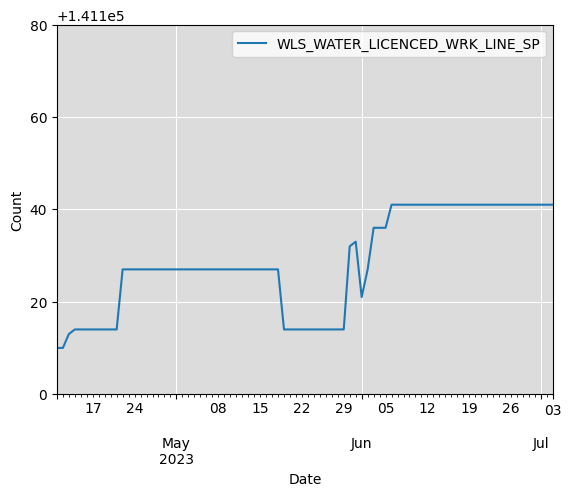 +1.411e5
80
WLS_WATER_LICENCED_WRK_LINE_SP
60
40
20
0
Count
17 24 08 15 22 29 05 12 19 26 03
May Jun Jul
2023
Date